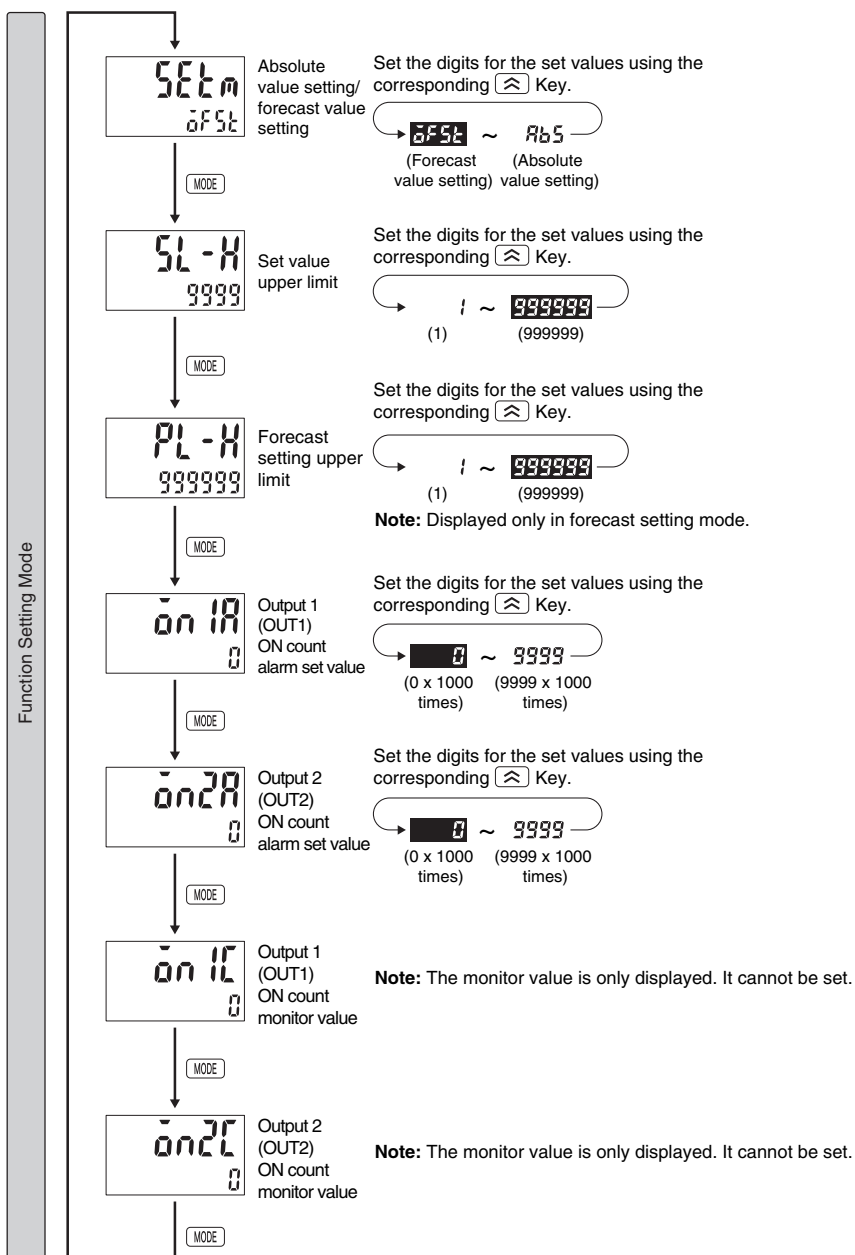 Function Setting Mode
SEtm
oFSt
Absolute
value setting/
forecast value
setting
Set the digits for the set values using the
corresponding Key.
oFSt ~ AbS
(Forecast (Absolute
value setting) value setting)
MODE
SL-H
9999
Set value
upper limit
Set the digits for the set values using the
corresponding Key.
1 ~ 999999
(1) (999999)
MODE
PL-H
999999
Forecast
setting upper
limit
Set the digits for the set values using the
corresponding Key.
1 ~ 999999
(1) (999999)
Note: Displayed only in forecast setting mode.
MODE
on1A
0
Output 1
(OUT1)
ON count
alarm set value
Set the digits for the set values using the
corresponding Key.
0 ~ 9999
(0 x 1000 (9999 x 1000
times) times)
MODE
on2A
0
Output 2
(OUT2)
ON count
alarm set value
Set the digits for the set values using the
corresponding Key.
0 ~ 9999
(0 x 1000 (9999 x 1000
times) times)
MODE
on1C
0
Output 1
(OUT1)
ON count
monitor value
Note: The monitor value is only displayed. It cannot be set.
MODE
on2C
0
Output 2
(OUT2)
ON count
monitor value
Note: The monitor value is only displayed. It cannot be set.
MODE